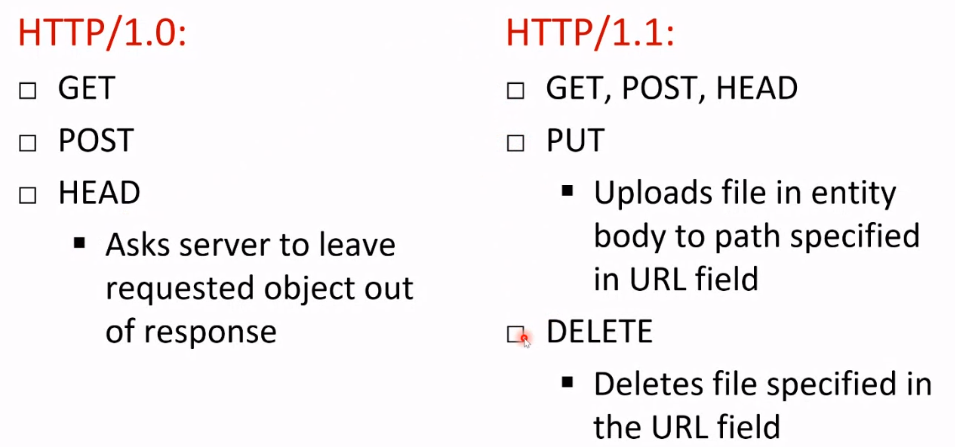 HTTP/1.0:
GET
POST
HEAD
Asks server to leave
requested object out
of response
HTTP/1.1:
GET, POST, HEAD
PUT
Uploads file in entity
body to path specified
in URL field
DELETE
Deletes file specified in
the URL field